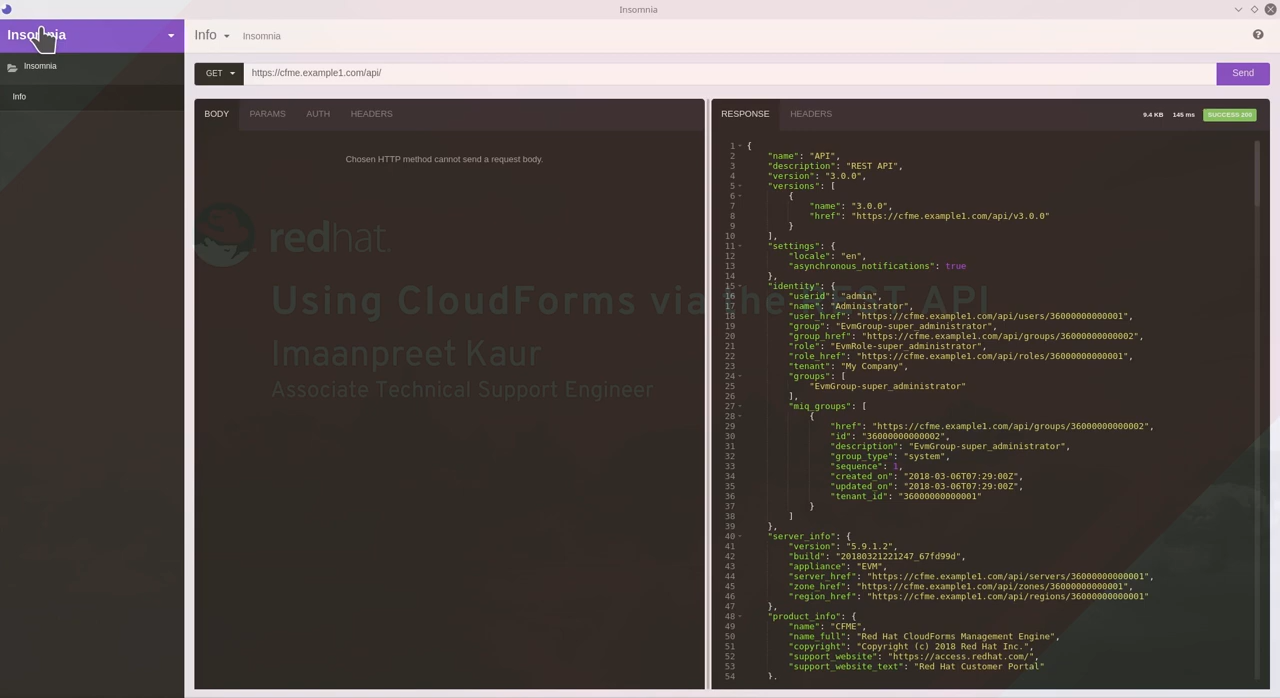 Insomnia
Insomnia
Insomnia
Info
Info
Insomnia
GET
https://cfme.example1.com/api/
Send
BODY PARAMS AUTH HEADERS
Chosen HTTP method cannot send a request body.
redhat.
Using CloudForms via the REST API
Imaanpreet Kaur
Associate Technical Support Engineer
RESPONSE HEADERS
9.4 KB 145 ms SUCCESS 200
1 {
2 "name": "API",
3 "description": "REST API",
4 "version": "3.0.0",
5 "versions": [
6 {
7 "name": "3.0.0",
8 "href": "https://cfme.example1.com/api/v3.0.0"
9 }
10 ],
11 "settings": {
12 "locale": "en",
13 "asynchronous_notifications": true
14 },
15 "identity": {
16 "userid": "admin",
17 "name": "Administrator",
18 "user_href": "https://cfme.example1.com/api/users/36000000000001",
19 "group": "EvmGroup-super_administrator",
20 "group_href": "https://cfme.example1.com/api/groups/36000000000002",
21 "role": "EvmRole-super_administrator",
22 "role_href": "https://cfme.example1.com/api/roles/36000000000001",
23 "tenant": "My Company",
24 "groups": [
25 "EvmGroup-super_administrator"
26 ],
27 "miq_groups": [
28 {
29 "href": "https://cfme.example1.com/api/groups/36000000000002",
30 "id": "36000000000002",
31 "description": "EvmGroup-super_administrator",
32 "group_type": "system",
33 "sequence": 1,
34 "created_on": "2018-03-06T07:29:00Z",
35 "updated_on": "2018-03-06T07:29:00Z",
36 "tenant_id": "36000000000001"
37 }
38 ]
39 },
40 "server_info": {
41 "version": "5.9.1.2",
42 "build": "20180321221247_67fd99d",
43 "appliance": "EVM",
44 "server_href": "https://cfme.example1.com/api/servers/36000000000001",
45 "zone_href": "https://cfme.example1.com/api/zones/36000000000001",
46 "region_href": "https://cfme.example1.com/api/regions/36000000000001"
47 },
48 "product_info": {
49 "name": "CFME",
50 "name_full": "Red Hat CloudForms Management Engine",
51 "copyright": "Copyright (c) 2018 Red Hat Inc.",
52 "support_website": "https://access.redhat.com/",
53 "support_website_text": "Red Hat Customer Portal"
54 },